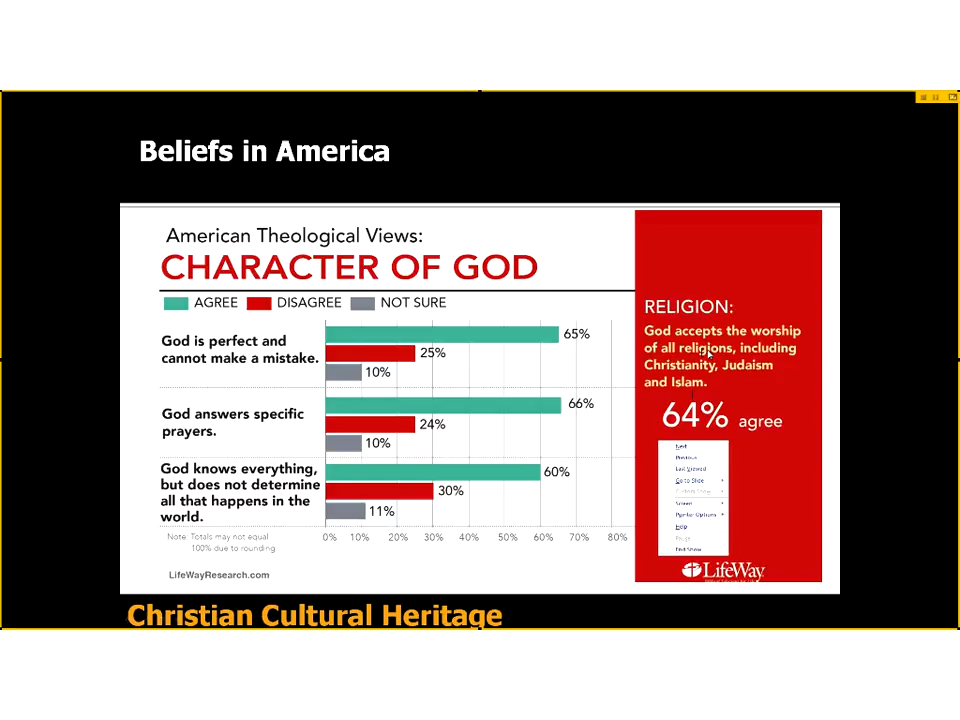 Beliefs in America
American Theological Views:
CHARACTER OF GOD
AGREE DISAGREE NOT SURE
God is perfect and
cannot make a mistake.
65%
25%
10%
God answers specific
prayers.
66%
24%
10%
God knows everything,
but does not determine
all that happens in the
world.
60%
30%
11%
0% 10% 20% 30% 40% 50% 60% 70% 80%
Note Totals may not equal
100% due to rounding
LifeWayResearch.com
RELIGION:
God accepts the worship
of all religions, including
Christianity, Judaism
and Islam.
64% agree
Next
Previous
Last Viewed
Go to Slide
Custom Show
Screen
Pointer Options
Help
Pause
End Show
LifeWay
Christian Cultural Heritage